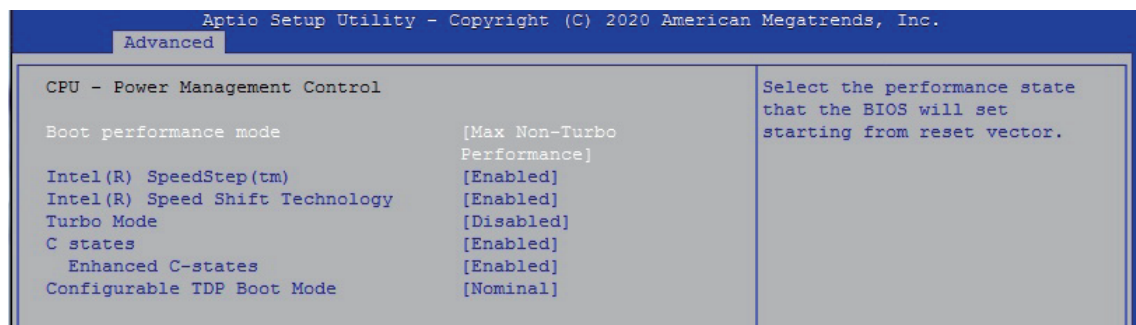 Aptio Setup Utility - Copyright (C) 2020 American Megatrends, Inc.
Advanced
CPU - Power Management Control
Boot performance mode [Max Non-Turbo
Performance]
Intel(R) SpeedStep(tm) [Enabled]
Intel(R) Speed Shift Technology [Enabled]
Turbo Mode [Disabled]
C states [Enabled]
Enhanced C-states [Enabled]
Configurable TDP Boot Mode [Nominal]
Select the performance state
that the BIOS will set
starting from reset vector.